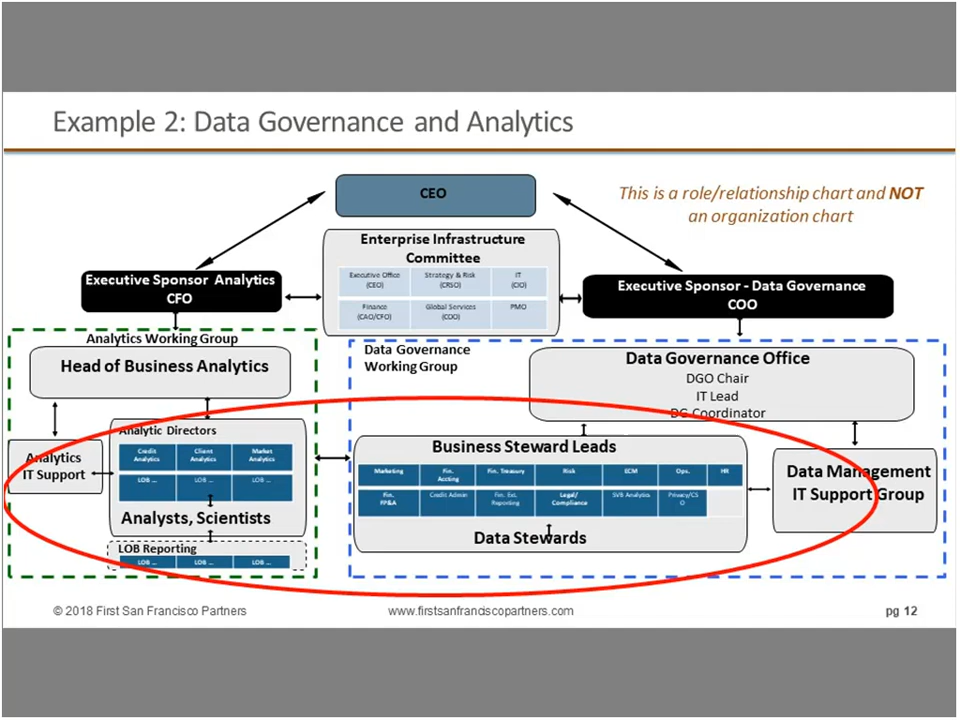 Example 2: Data Governance and Analytics
CEO
This is a role/relationship chart and NOT
an organization chart
Enterprise Infrastructure
Committee
Executive Office
(CEO)
Strategy & Risk
(CRSO)
IT
(CIO)
Finance
(CAO/CFO)
Global Services
(COO)
PMO
Executive Sponsor Analytics
CFO
Executive Sponsor - Data Governance
COO
Analytics Working Group
Head of Business Analytics
Data Governance
Working Group
Data Governance Office
DGO Chair
IT Lead
DG Coordinator
Analytics
IT Support
Analytic Directors
Credit
Analytics
Client
Analytics
Market
Analytics
LOB ...
LOB ...
LOB ...
Analysts, Scientists
LOB Reporting
LOB ...
LOB ...
LOB ...
Business Steward Leads
Marketing
Fin.
Accting
Fin. Treasury
Risk
ECM
Ops.
HR
Fin.
FP&A
Credit Admin
Fin. Ext.
Reporting
Legal/
Compliance
SVB Analytics
Privacy/CS
O
Data Stewards
Data Management
IT Support Group
© 2018 First San Francisco Partners
www.firstsanfranciscopartners.com
pg 12